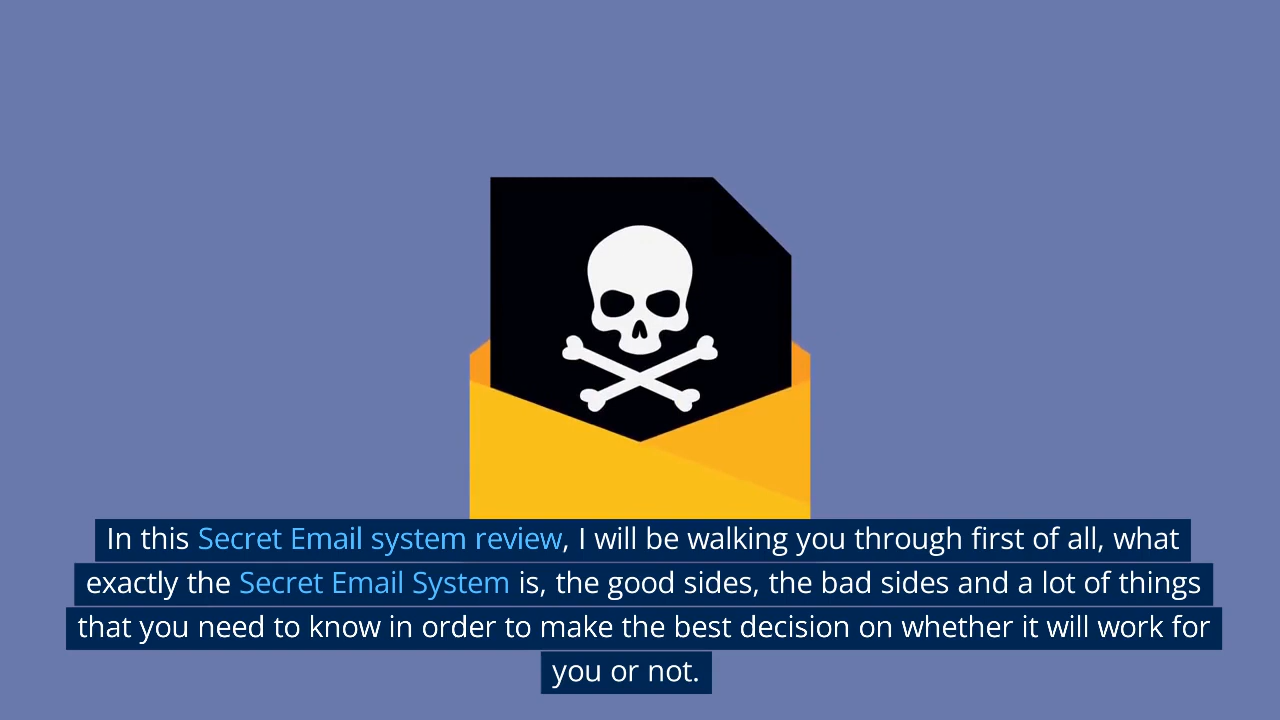 In this Secret Email system review, I will be walking you through first of all, what
exactly the Secret Email System is, the good sides, the bad sides and a lot of things
that you need to know in order to make the best decision on whether it will work for
you or not.